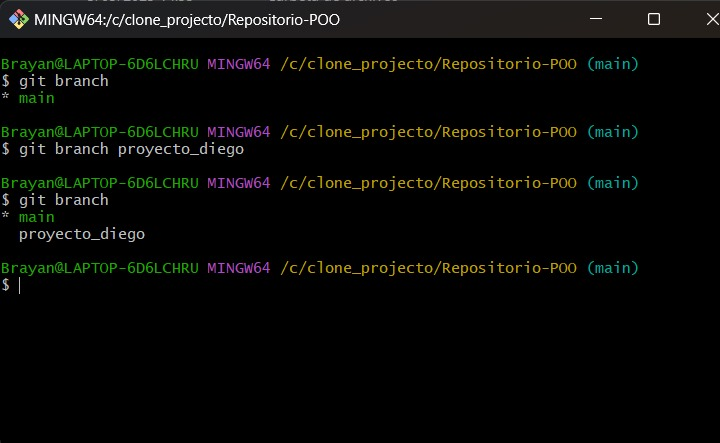 MINGW64:/c/clone_projecto/Repositorio-POO
Brayan@LAPTOP-6D6LCHRU MINGW64 /c/clone_projecto/Repositorio-POO (main)
$ git branch
* main
Brayan@LAPTOP-6D6LCHRU MINGW64 /c/clone_projecto/Repositorio-POO (main)
$ git branch proyecto_diego
Brayan@LAPTOP-6D6LCHRU MINGW64 /c/clone_projecto/Repositorio-POO (main)
$ git branch
* main
  proyecto_diego
Brayan@LAPTOP-6D6LCHRU MINGW64 /c/clone_projecto/Repositorio-POO (main)
$